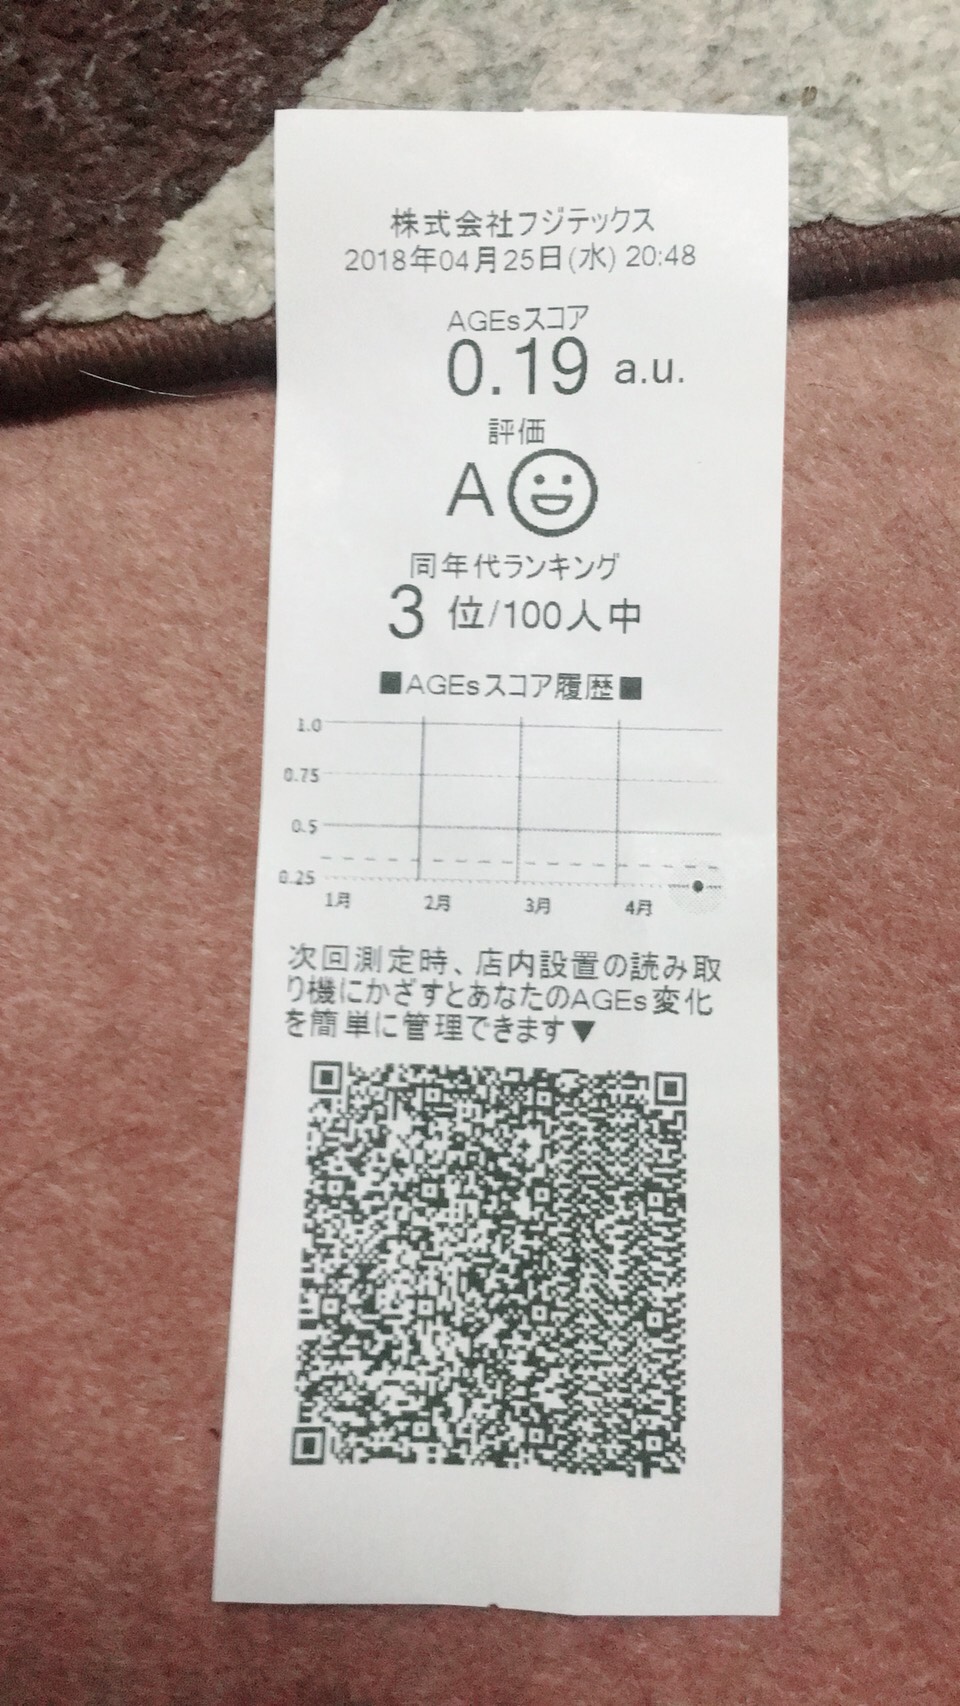 株式会社フジテックス
2018年04月25日(水) 20:48
AGEsスコア
0.19 a.u.
評価
A
同年代ランキング
3 位/100人中
■AGEsスコア履歴■
1.0
0.75
0.5
0.25
1月 2月 3月 4月
次回測定時、店内設置の読み取
り機にかざすとあなたのAGEs変化
を簡単に管理できます▼